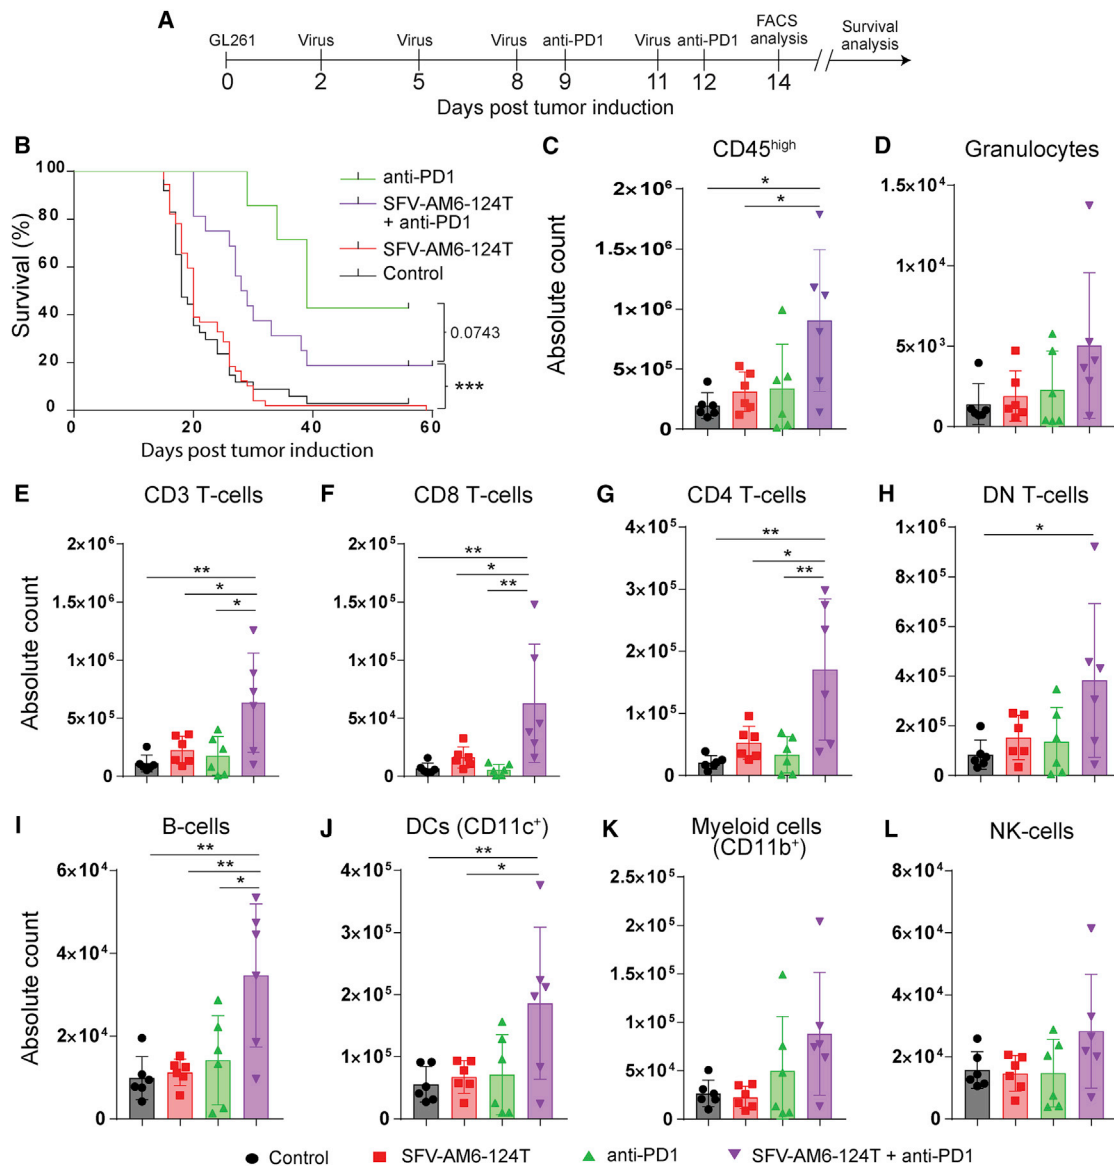 A
GL261 Virus Virus Virus anti-PD1 Virus anti-PD1 FACS analysis Survival analysis
0 2 5 8 9 11 12 14
Days post tumor induction
B
100
80
60
40
20
0
Survival (%)
0 20 40 60
Days post tumor induction
anti-PD1
SFV-AM6-124T
+ anti-PD1
SFV-AM6-124T
Control
0.0743
***
C
CD45high
2×10⁶
1.5×10⁶
1×10⁶
5×10⁵
0
Absolute count
*
*
D
Granulocytes
1.5×10⁴
1×10⁴
5×10³
0
E
CD3 T-cells
2×10⁶
1.5×10⁶
1×10⁶
5×10⁵
0
Absolute count
**
*
*
F
CD8 T-cells
2×10⁵
1.5×10⁵
1×10⁵
5×10⁴
0
**
*
**
G
CD4 T-cells
4×10⁵
3×10⁵
2×10⁵
1×10⁵
0
**
*
**
H
DN T-cells
1×10⁶
8×10⁵
6×10⁵
4×10⁵
2×10⁵
0
*
I
B-cells
6×10⁴
4×10⁴
2×10⁴
0
Absolute count
**
**
*
J
DCs (CD11c⁺)
4×10⁵
3×10⁵
2×10⁵
1×10⁵
0
**
*
K
Myeloid cells
(CD11b⁺)
2.5×10⁵
2×10⁵
1.5×10⁵
1×10⁵
5×10⁴
0
L
NK-cells
8×10⁴
6×10⁴
4×10⁴
2×10⁴
0
Control SFV-AM6-124T anti-PD1 SFV-AM6-124T + anti-PD1